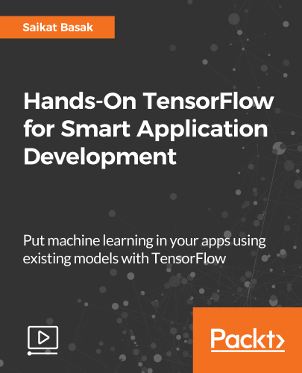 Saikat Basak
Hands-On TensorFlow
for Smart Application
Development
Put machine learning in your apps using
existing models with TensorFlow
Packt>